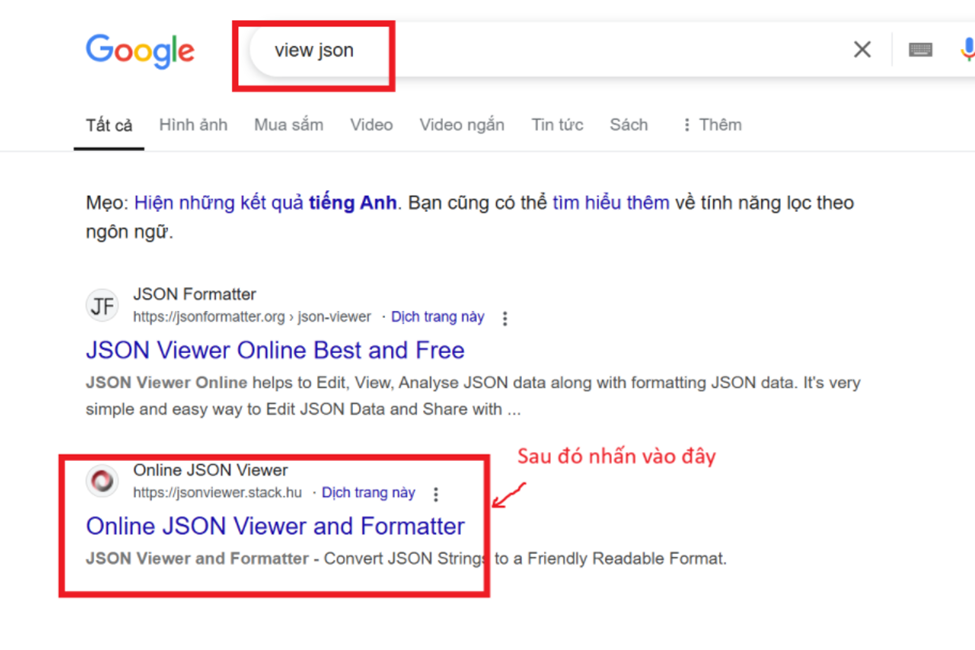 Google
view json
Tất cả Hình ảnh Mua sắm Video Video ngắn Tin tức Sách Thêm
Mẹo: Hiện những kết quả tiếng Anh. Bạn cũng có thể tìm hiểu thêm về tính năng lọc theo
ngôn ngữ.
JF
JSON Formatter
https://jsonformatter.org › json-viewer · Dịch trang này
JSON Viewer Online Best and Free
JSON Viewer Online helps to Edit, View, Analyse JSON data along with formatting JSON data. It's very
simple and easy way to Edit JSON Data and Share with ...
Sau đó nhấn vào đây
Online JSON Viewer
https://jsonviewer.stack.hu · Dịch trang này
Online JSON Viewer and Formatter
JSON Viewer and Formatter - Convert JSON Strings to a Friendly Readable Format.